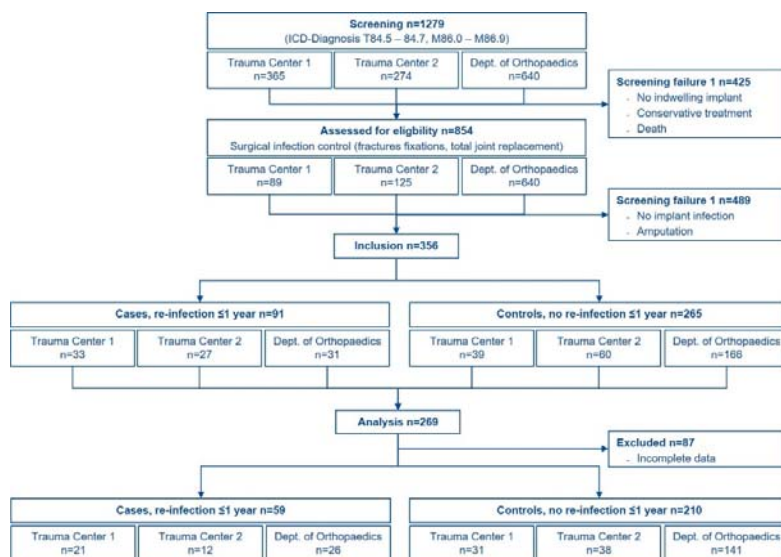 Screening n=1279
(ICD-Diagnosis T84.5 – 84.7, M86.0 – M86.9)
Trauma Center 1
n=365
Trauma Center 2
n=274
Dept. of Orthopaedics
n=640
Screening failure 1 n=425
- No indwelling implant
- Conservative treatment
- Death
Assessed for eligbility n=854
Surgical infection control (fractures fixations, total joint replacement)
Trauma Center 1
n=89
Trauma Center 2
n=125
Dept. of Orthopaedics
n=640
Screening failure 1 n=489
- No implant infection
- Amputation
Inclusion n=356
Cases, re-infection ≤1 year n=91
Trauma Center 1
n=33
Trauma Center 2
n=27
Dept. of Orthopaedics
n=31
Controls, no re-infection ≤1 year n=265
Trauma Center 1
n=39
Trauma Center 2
n=60
Dept. of Orthopaedics
n=166
Analysis n=269
Excluded n=87
- Incomplete data
Cases, re-infection ≤1 year n=59
Trauma Center 1
n=21
Trauma Center 2
n=12
Dept. of Orthopaedics
n=26
Controls, no re-infection ≤1 year n=210
Trauma Center 1
n=31
Trauma Center 2
n=38
Dept. of Orthopaedics
n=141